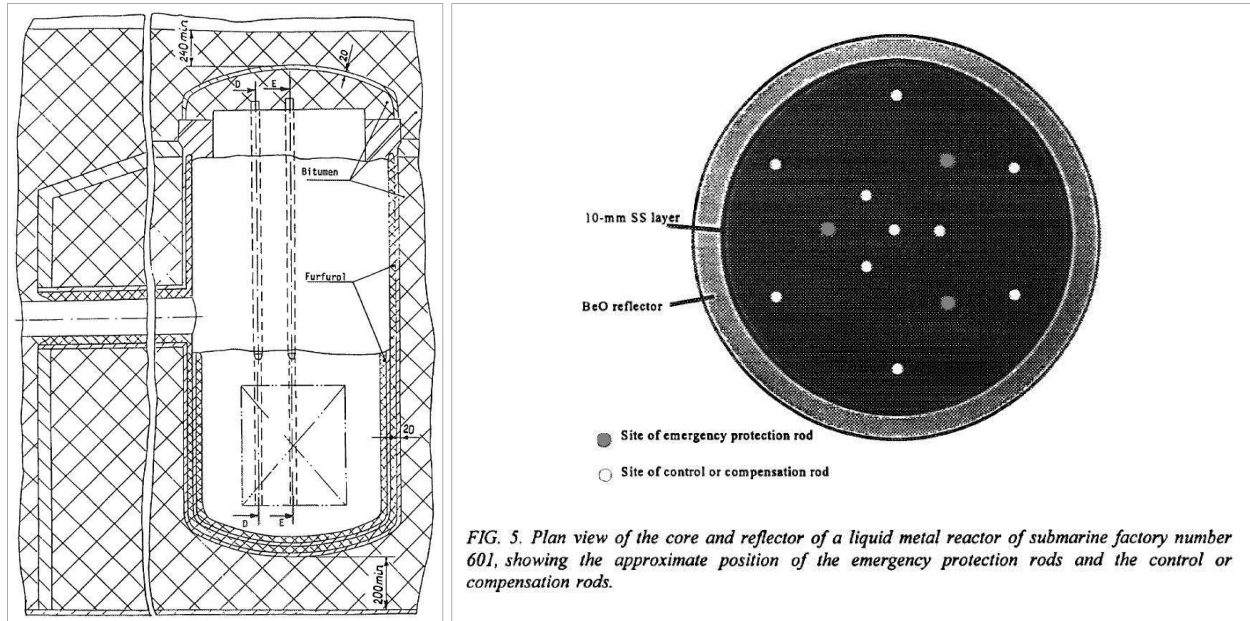 240min
20
D
E
Bitumen
Furfurol
20
D
E
200min
10-mm SS layer
BeO reflector
Site of emergency protection rod
Site of control or compensation rod
FIG. 5. Plan view of the core and reflector of a liquid metal reactor of submarine factory number
601, showing the approximate position of the emergency protection rods and the control or
compensation rods.